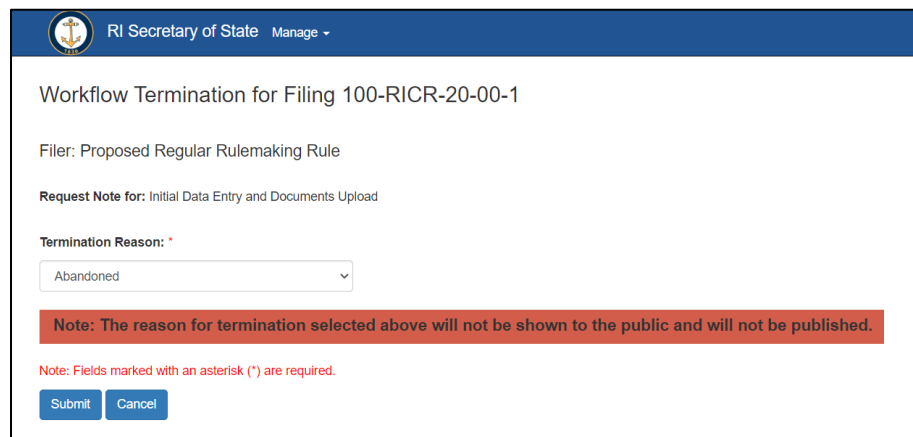 RI Secretary of State Manage
Workflow Termination for Filing 100-RICR-20-00-1
Filer: Proposed Regular Rulemaking Rule
Request Note for: Initial Data Entry and Documents Upload
Termination Reason: *
Abandoned
Note: The reason for termination selected above will not be shown to the public and will not be published.
Note: Fields marked with an asterisk (*) are required.
Submit Cancel